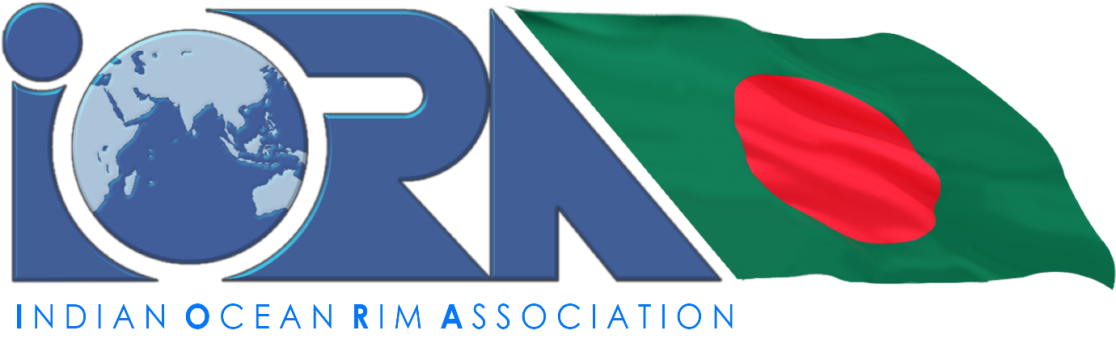 iORA
INDIAN OCEAN RIM ASSOCIATION